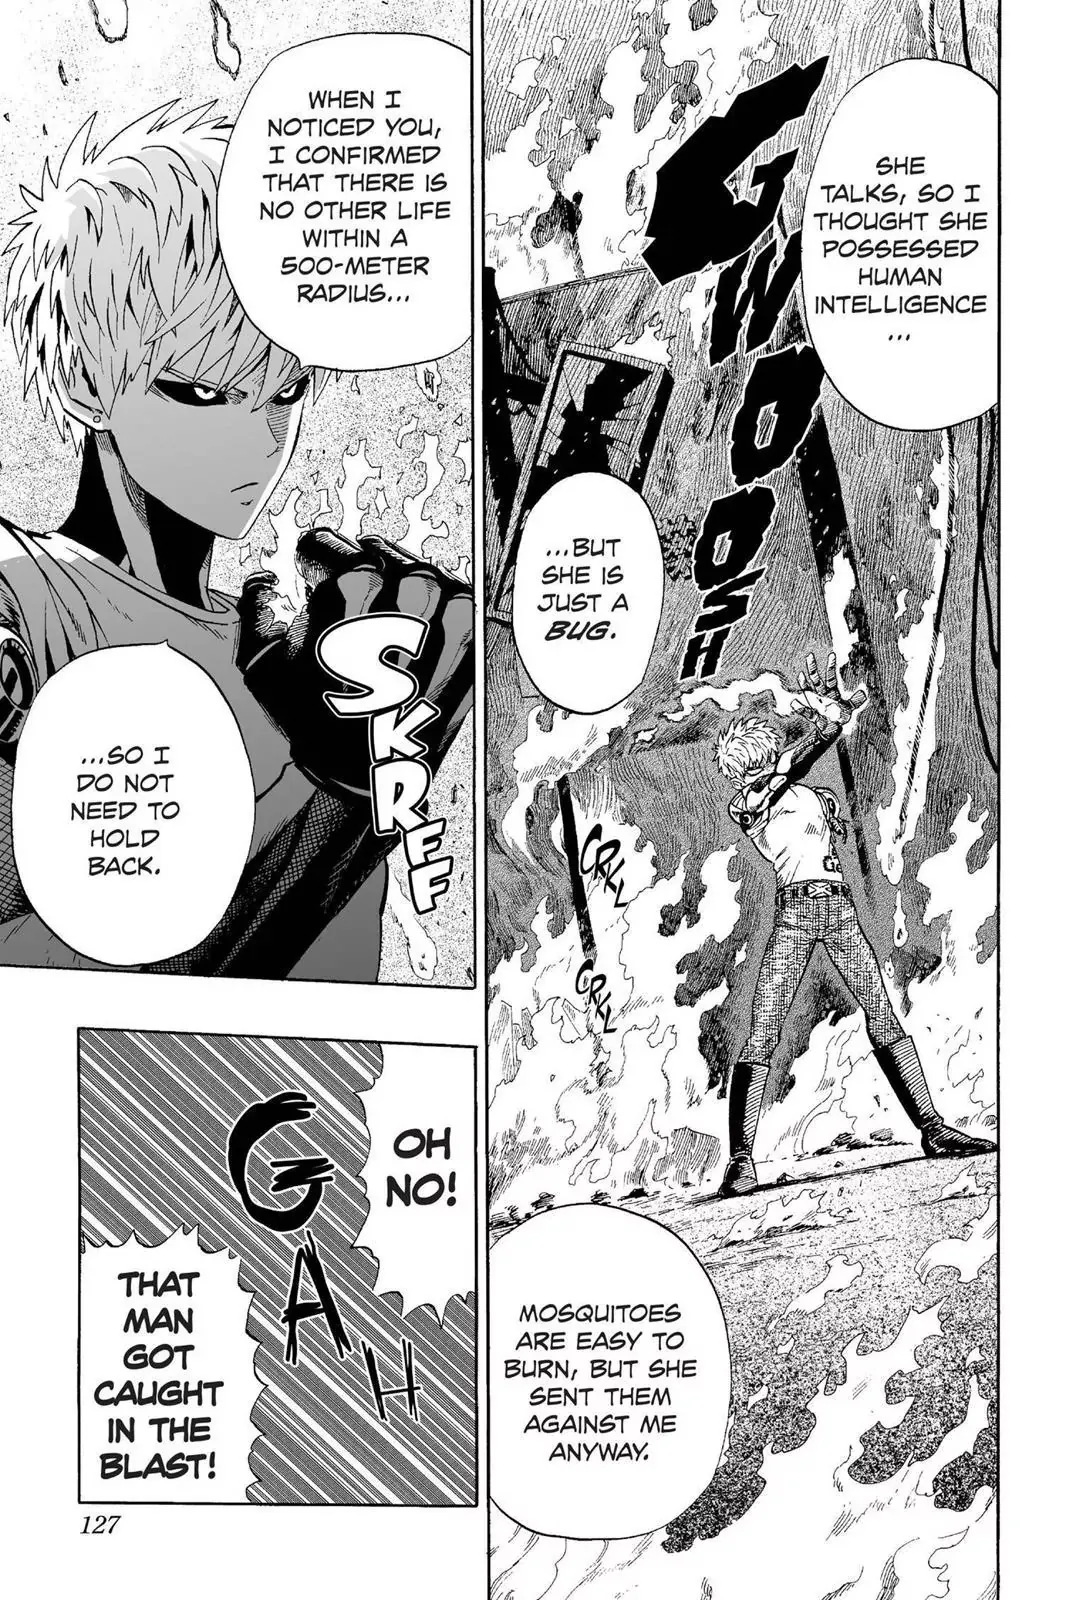 SHE
TALKS, SO I
THOUGHT SHE
POSSESSED
HUMAN
INTELLIGENCE
...
GWOOOSH
...BUT
SHE IS
JUST A
BUG.
CRKL
CRKL
MOSQUITOES
ARE EASY TO
BURN, BUT SHE
SENT THEM
AGAINST ME
ANYWAY.
WHEN I
NOTICED YOU,
I CONFIRMED
THAT THERE IS
NO OTHER LIFE
WITHIN A
500-METER
RADIUS...
SKRFF
...SO I
DO NOT
NEED TO
HOLD
BACK.
OH
NO!
GAH
THAT
MAN
GOT
CAUGHT
IN THE
BLAST!
127